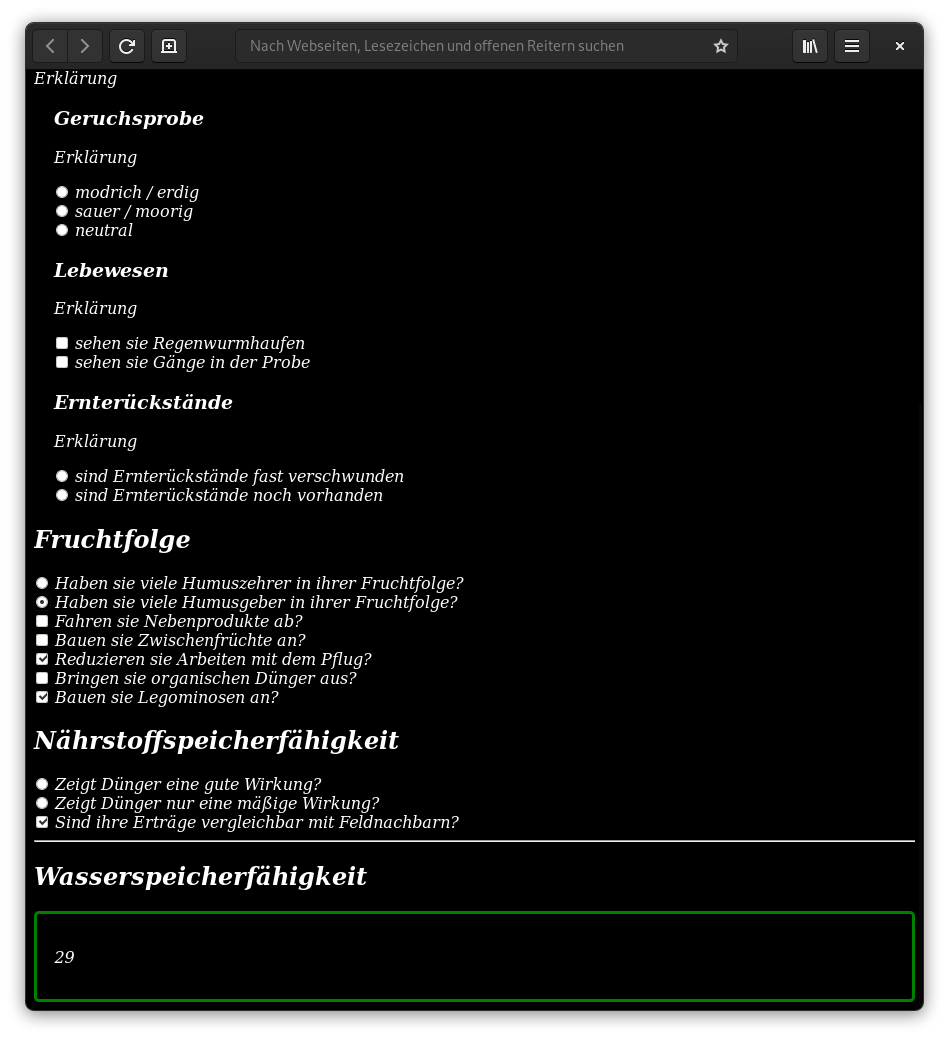 Nach Webseiten, Lesezeichen und offenen Reitern suchen
Erklärung
Geruchsprobe
Erklärung
modrich / erdig
sauer / moorig
neutral
Lebewesen
Erklärung
sehen sie Regenwurmhaufen
sehen sie Gänge in der Probe
Ernterückstände
Erklärung
sind Ernterückstände fast verschwunden
sind Ernterückstände noch vorhanden
Fruchtfolge
Haben sie viele Humuszehrer in ihrer Fruchtfolge?
Haben sie viele Humusgeber in ihrer Fruchtfolge?
Fahren sie Nebenprodukte ab?
Bauen sie Zwischenfrüchte an?
Reduzieren sie Arbeiten mit dem Pflug?
Bringen sie organischen Dünger aus?
Bauen sie Legominosen an?
Nährstoffspeicherfähigkeit
Zeigt Dünger eine gute Wirkung?
Zeigt Dünger nur eine mäßige Wirkung?
Sind ihre Erträge vergleichbar mit Feldnachbarn?
Wasserspeicherfähigkeit
29